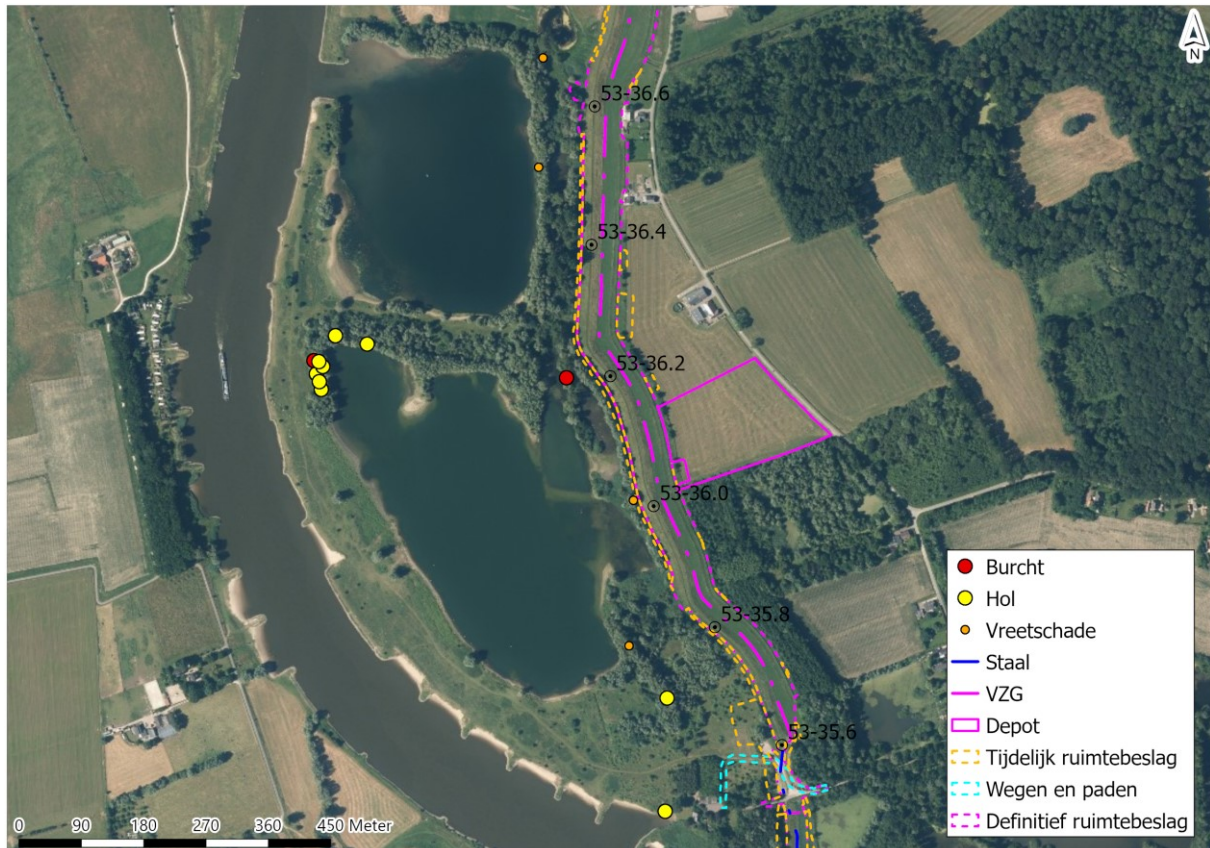 N
53-36.6
53-36.4
53-36.2
53-36.0
53-35.8
53-35.6
Burcht
Hol
Vreetschade
Staal
VZG
Depot
Tijdelijk ruimtebeslag
Wegen en paden
Definitief ruimtebeslag
0 90 180 270 360 450 Meter